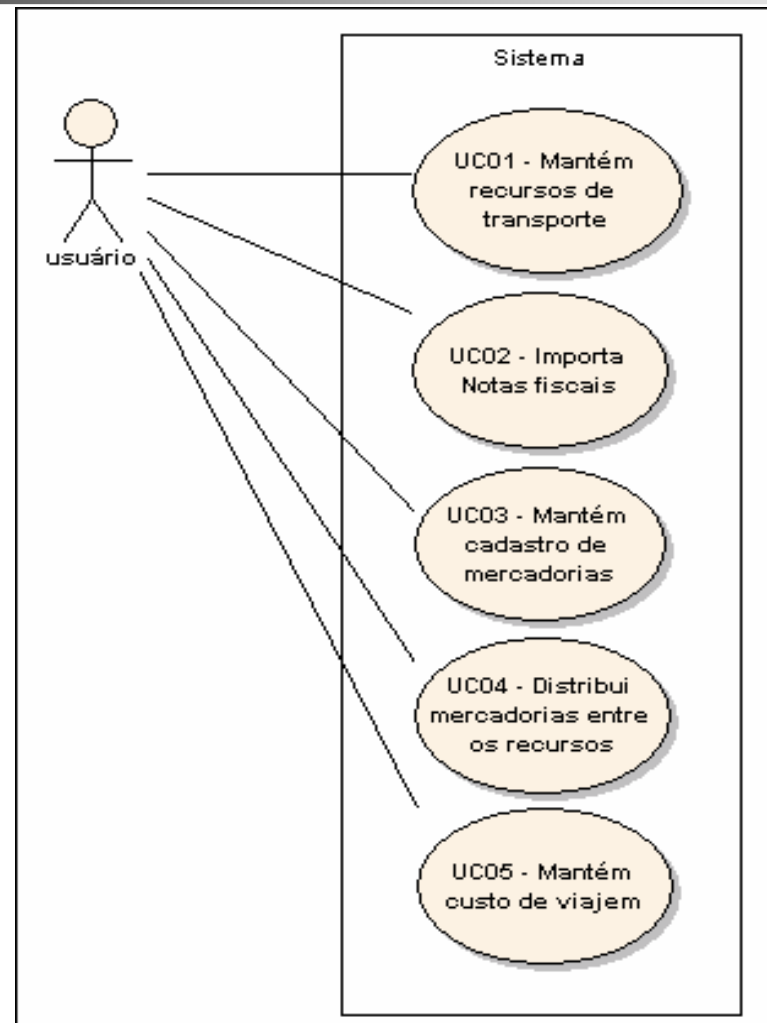 Sistema
usuário
UC01 - Mantém
recursos de
transporte
UC02 - Importa
Notas fiscais
UC03 - Mantém
cadastro de
mercadorias
UC04 - Distribui
mercadorias entre
os recursos
UC05 - Mantém
custo de viajem